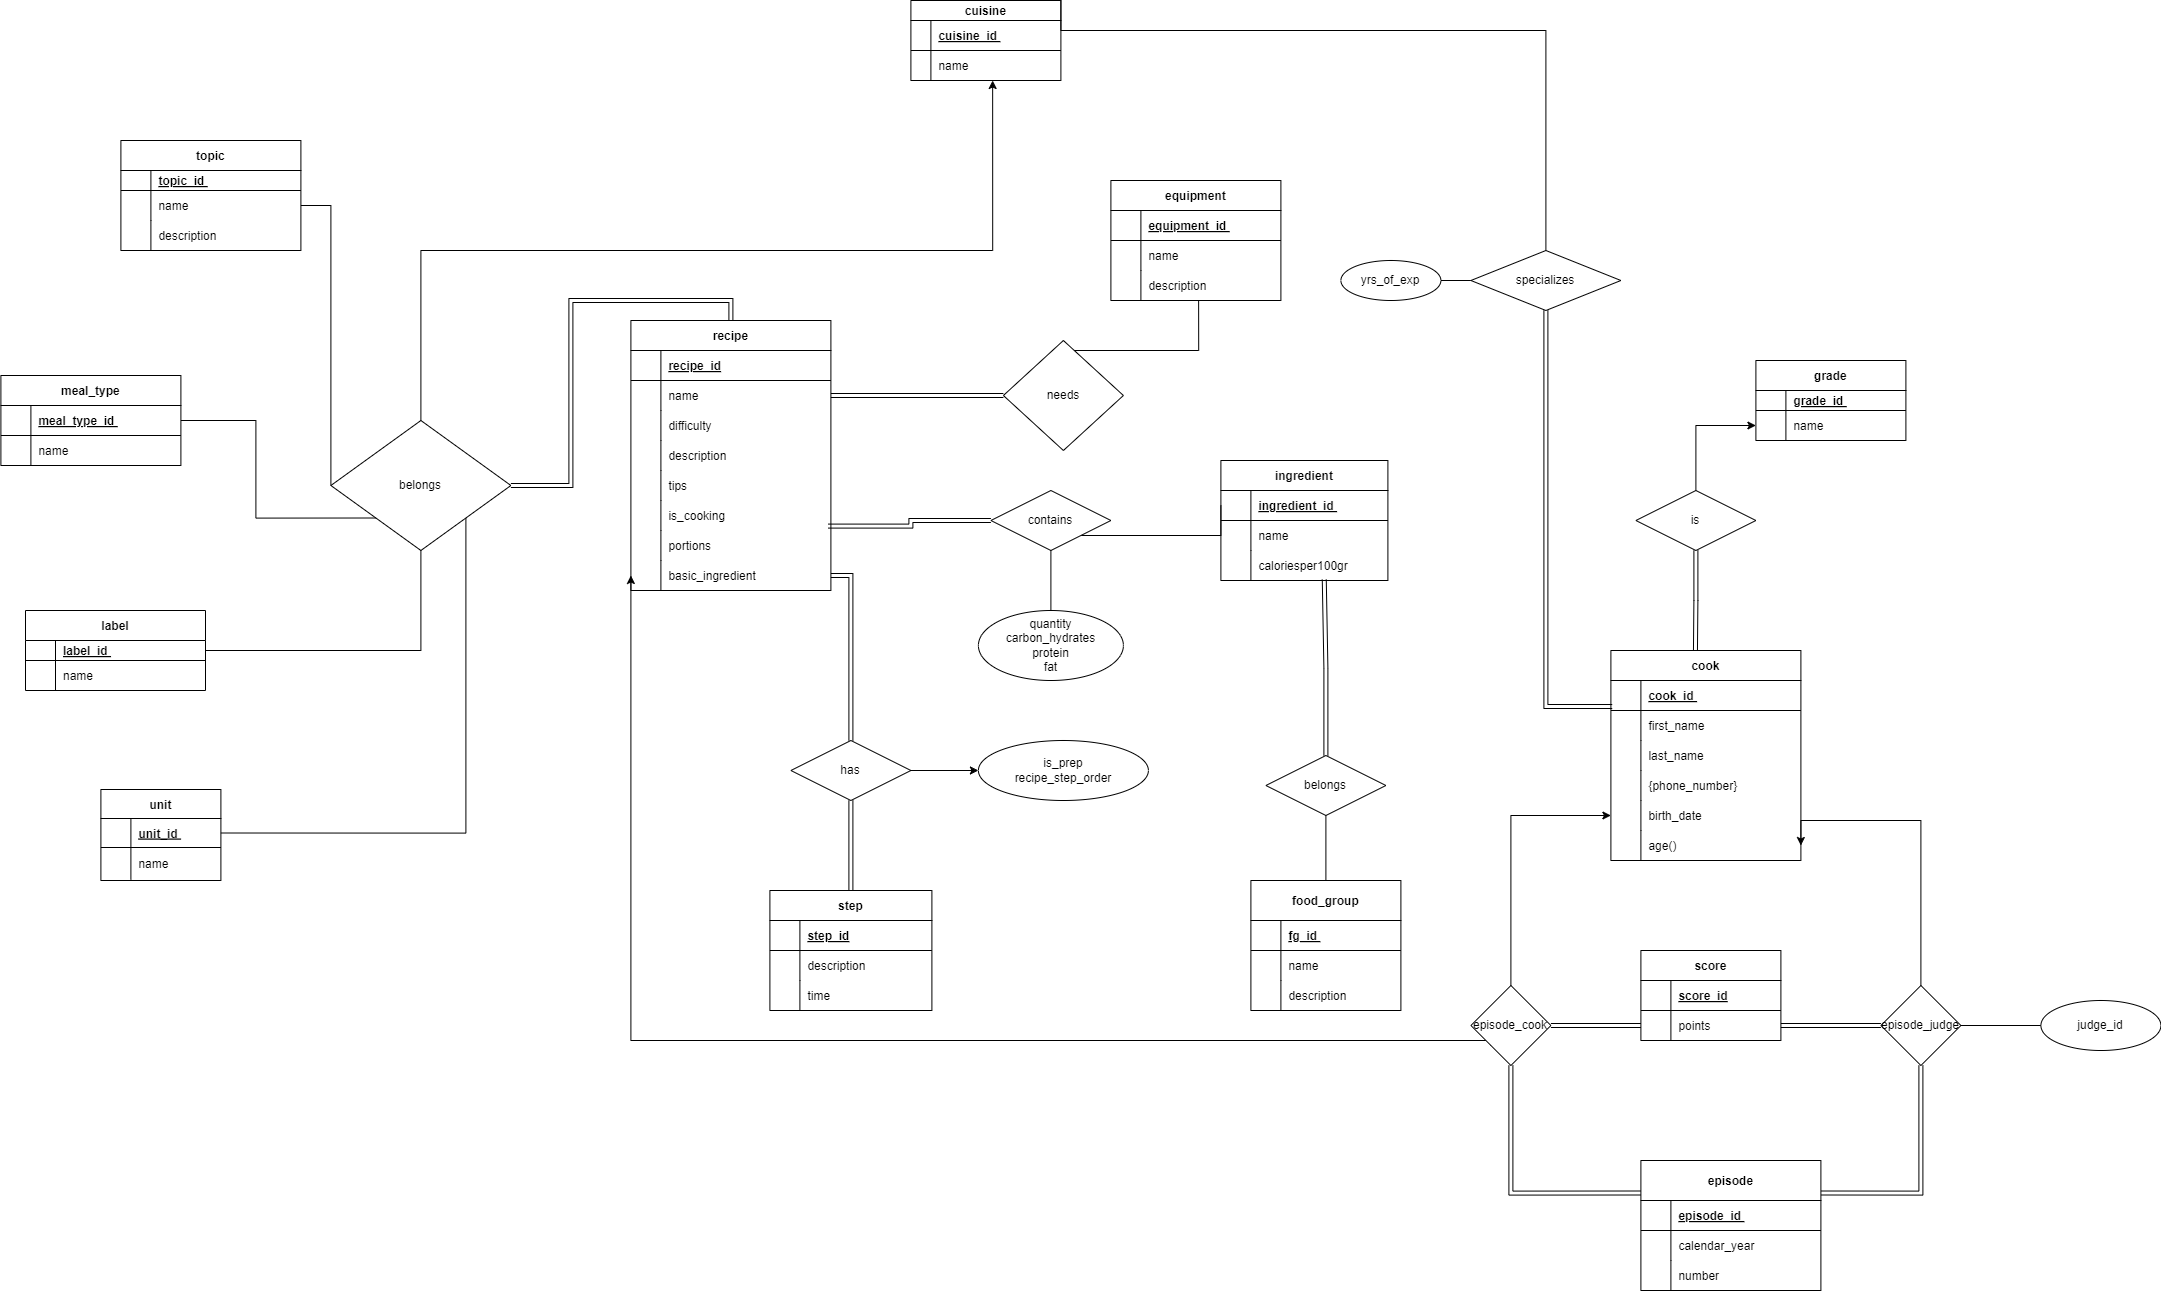 cuisine
cuisine_id
name
topic
topic_id
name
description
equipment
equipment_id
name
description
yrs_of_exp
specializes
recipe
recipe_id
name
difficulty
description
tips
is_cooking
portions
basic_ingredient
needs
grade
grade_id
name
meal_type
meal_type_id
name
belongs
ingredient
ingredient_id
name
caloriesper100gr
contains
is
quantity
carbon_hydrates
protein
fat
label
label_id
name
cook
cook_id
first_name
last_name
{phone_number}
birth_date
age()
has
is_prep
recipe_step_order
belongs
unit
unit_id
name
step
step_id
description
time
food_group
fg_id
name
description
score
score_id
points
episode_cook
episode_judge
judge_id
episode
episode_id
calendar_year
number